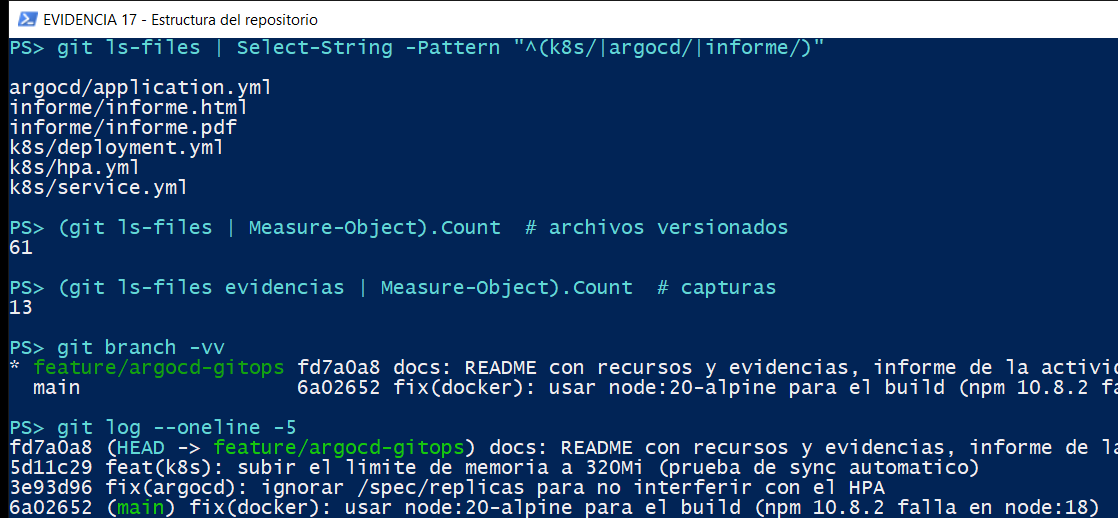 EVIDENCIA 17 - Estructura del repositorio
PS> git ls-files | Select-String -Pattern "^(k8s/|argocd/|informe/)"
argocd/application.yml
informe/informe.html
informe/informe.pdf
k8s/deployment.yml
k8s/hpa.yml
k8s/service.yml
PS> (git ls-files | Measure-Object).Count  # archivos versionados
61
PS> (git ls-files evidencias | Measure-Object).Count  # capturas
13
PS> git branch -vv
* feature/argocd-gitops fd7a0a8 docs: README con recursos y evidencias, informe de la activi
  main                  6a02652 fix(docker): usar node:20-alpine para el build (npm 10.8.2 fa
PS> git log --oneline -5
fd7a0a8 (HEAD -> feature/argocd-gitops) docs: README con recursos y evidencias, informe de la
5d11c29 feat(k8s): subir el limite de memoria a 320Mi (prueba de sync automatico)
3e93d96 fix(argocd): ignorar /spec/replicas para no interferir con el HPA
6a02652 (main) fix(docker): usar node:20-alpine para el build (npm 10.8.2 falla en node:18)